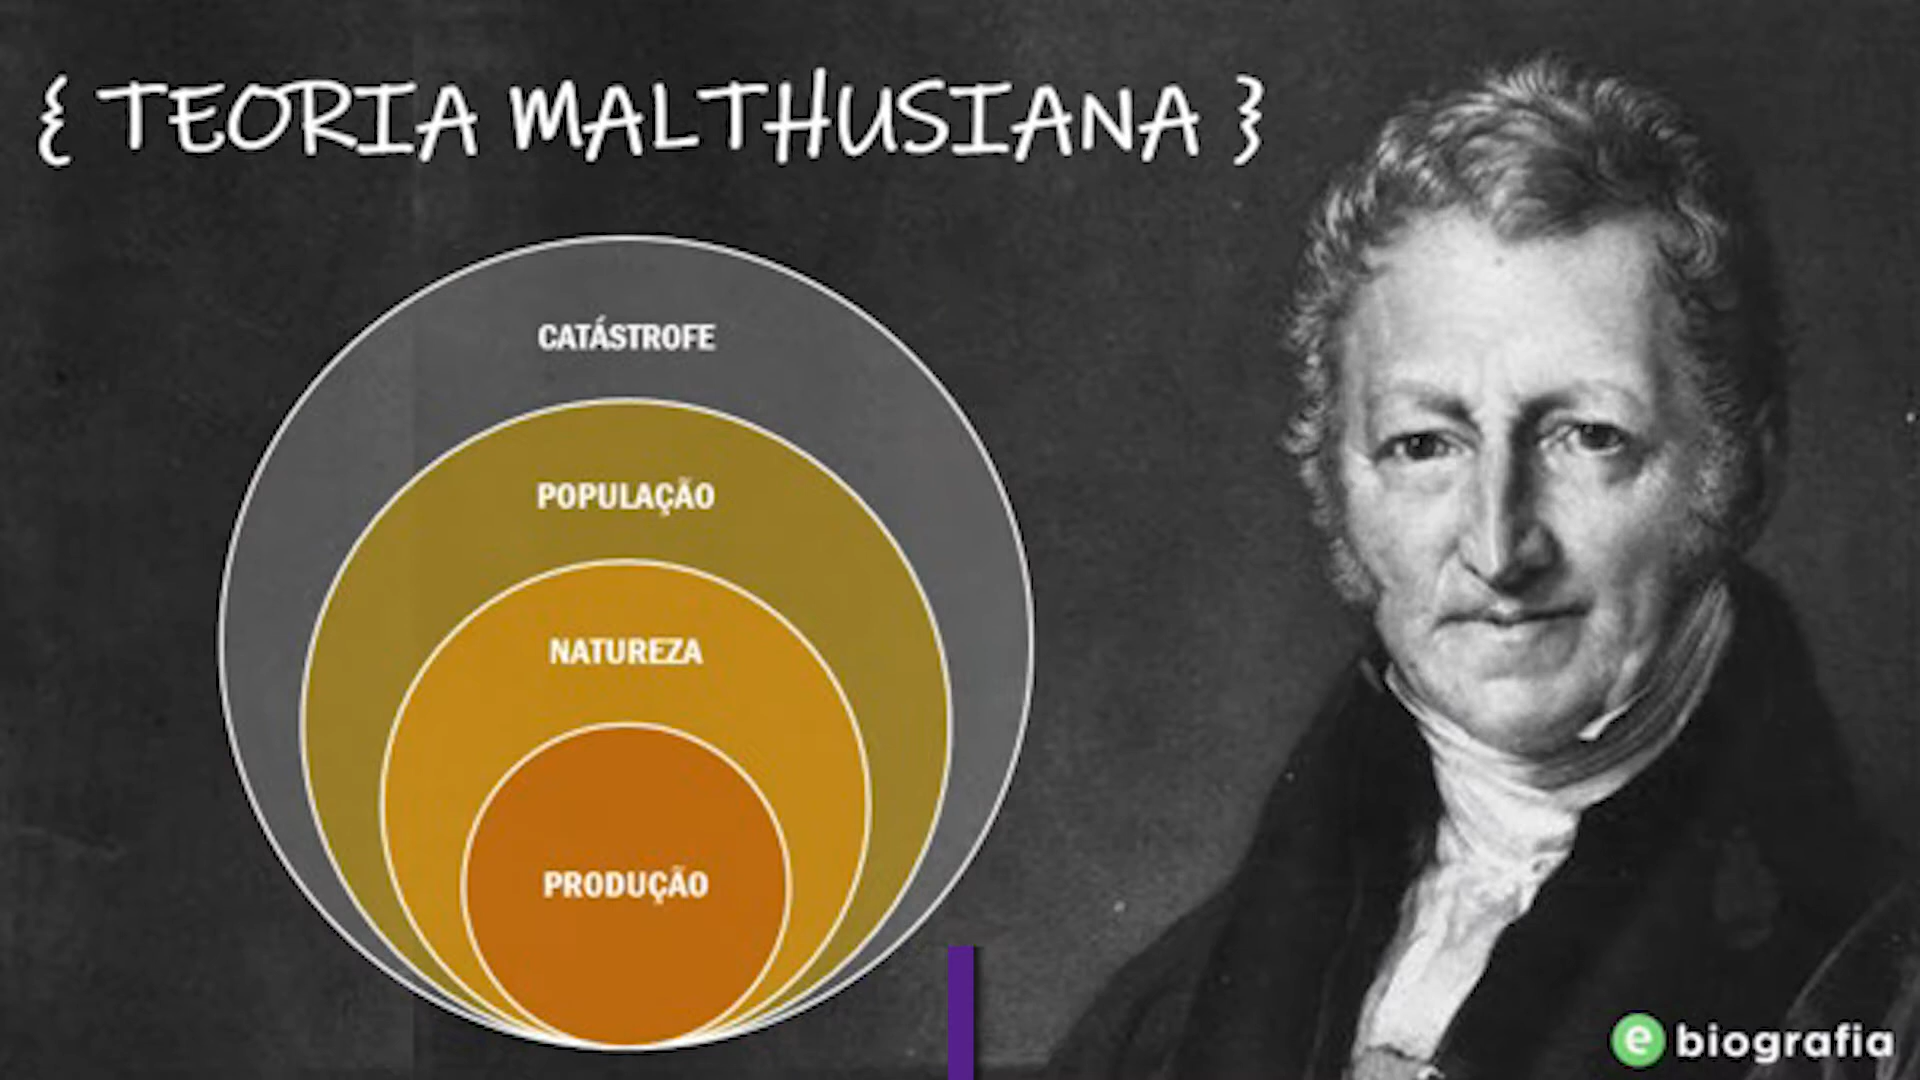 { TEORIA MALTHUSIANA }
CATÁSTROFE
POPULAÇÃO
NATUREZA
PRODUÇÃO
e biografia